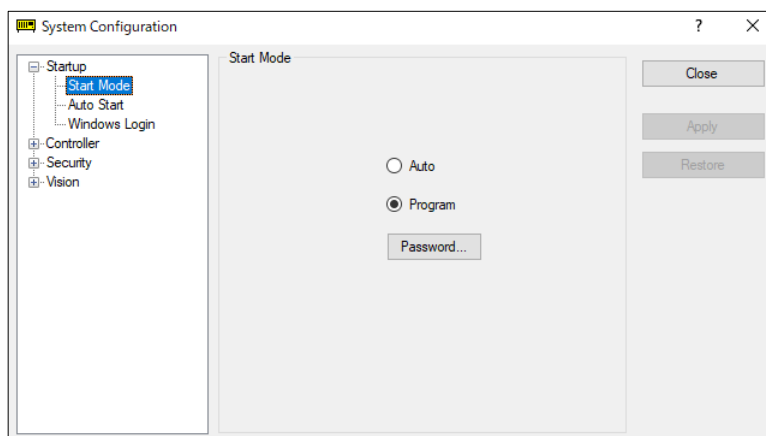 System Configuration
?
Startup
Start Mode
Auto Start
Windows Login
Controller
Security
Vision
Start Mode
Auto
Program
Password...
Close
Apply
Restore